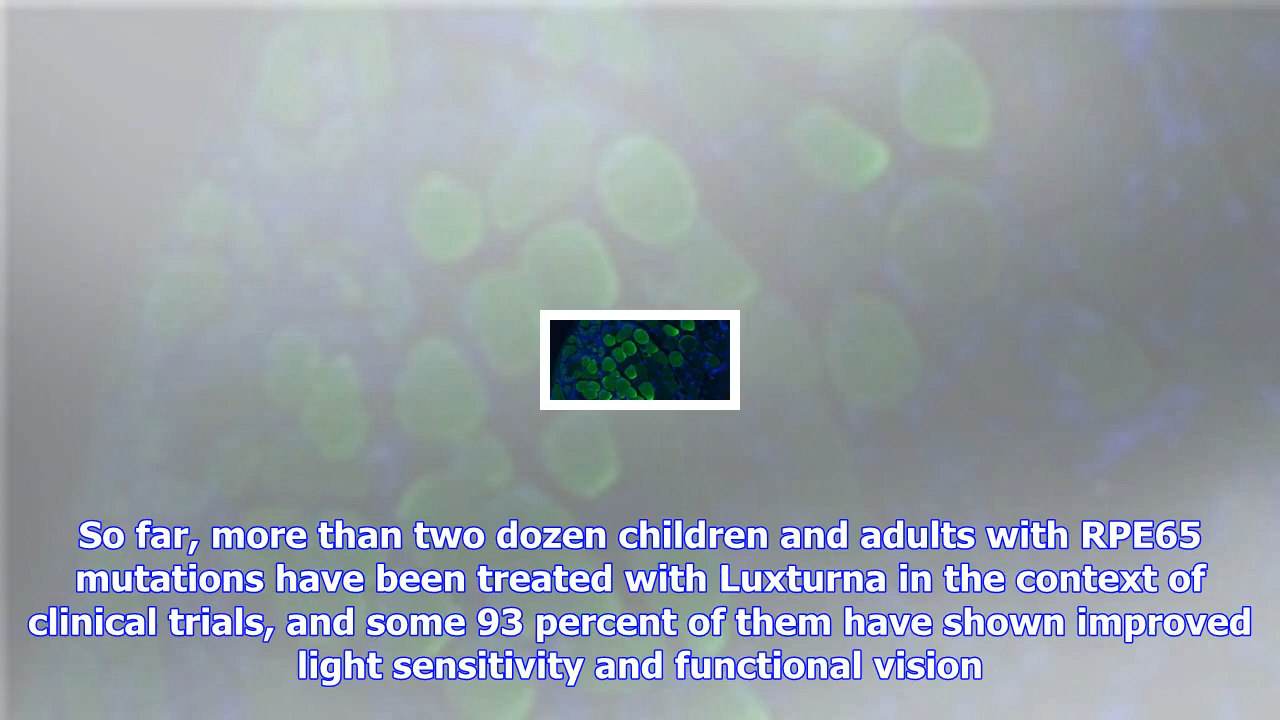 So far, more than two dozen children and adults with RPE65
mutations have been treated with Luxturna in the context of
clinical trials, and some 93 percent of them have shown improved
light sensitivity and functional vision